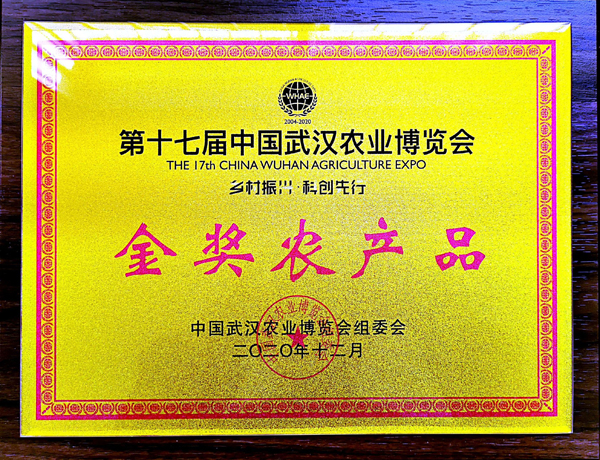 WHAE
2004-2020
第十七届中国武汉农业博览会
THE 17th CHINA WUHAN AGRICULTURE EXPO
乡村振兴·科创先行
金奖农产品
中国武汉农业博览会组委会
二〇二〇年十二月